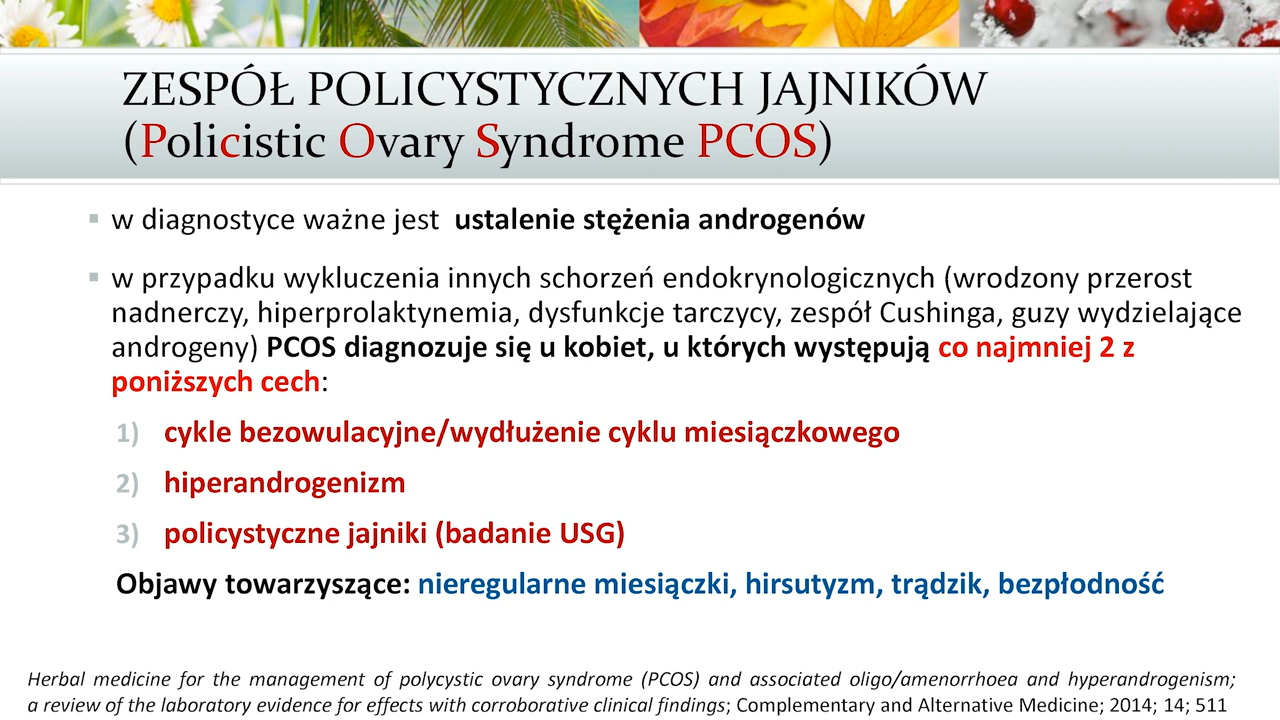 ZESPÓŁ POLICYSTYCZNYCH JAJNIKÓW
(Policistic Ovary Syndrome PCOS)
▪ w diagnostyce ważne jest ustalenie stężenia androgenów
▪ w przypadku wykluczenia innych schorzeń endokrynologicznych (wrodzony przerost
nadnerczy, hiperprolaktynemia, dysfunkcje tarczycy, zespół Cushinga, guzy wydzielające
androgeny) PCOS diagnozuje się u kobiet, u których występują co najmniej 2 z
poniższych cech:
1) cykle bezowulacyjne/wydłużenie cyklu miesiączkowego
2) hiperandrogenizm
3) policystyczne jajniki (badanie USG)
Objawy towarzyszące: nieregularne miesiączki, hirsutyzm, trądzik, bezpłodność
Herbal medicine for the management of polycystic ovary syndrome (PCOS) and associated oligo/amenorrhoea and hyperandrogenism;
a review of the laboratory evidence for effects with corroborative clinical findings; Complementary and Alternative Medicine; 2014; 14; 511